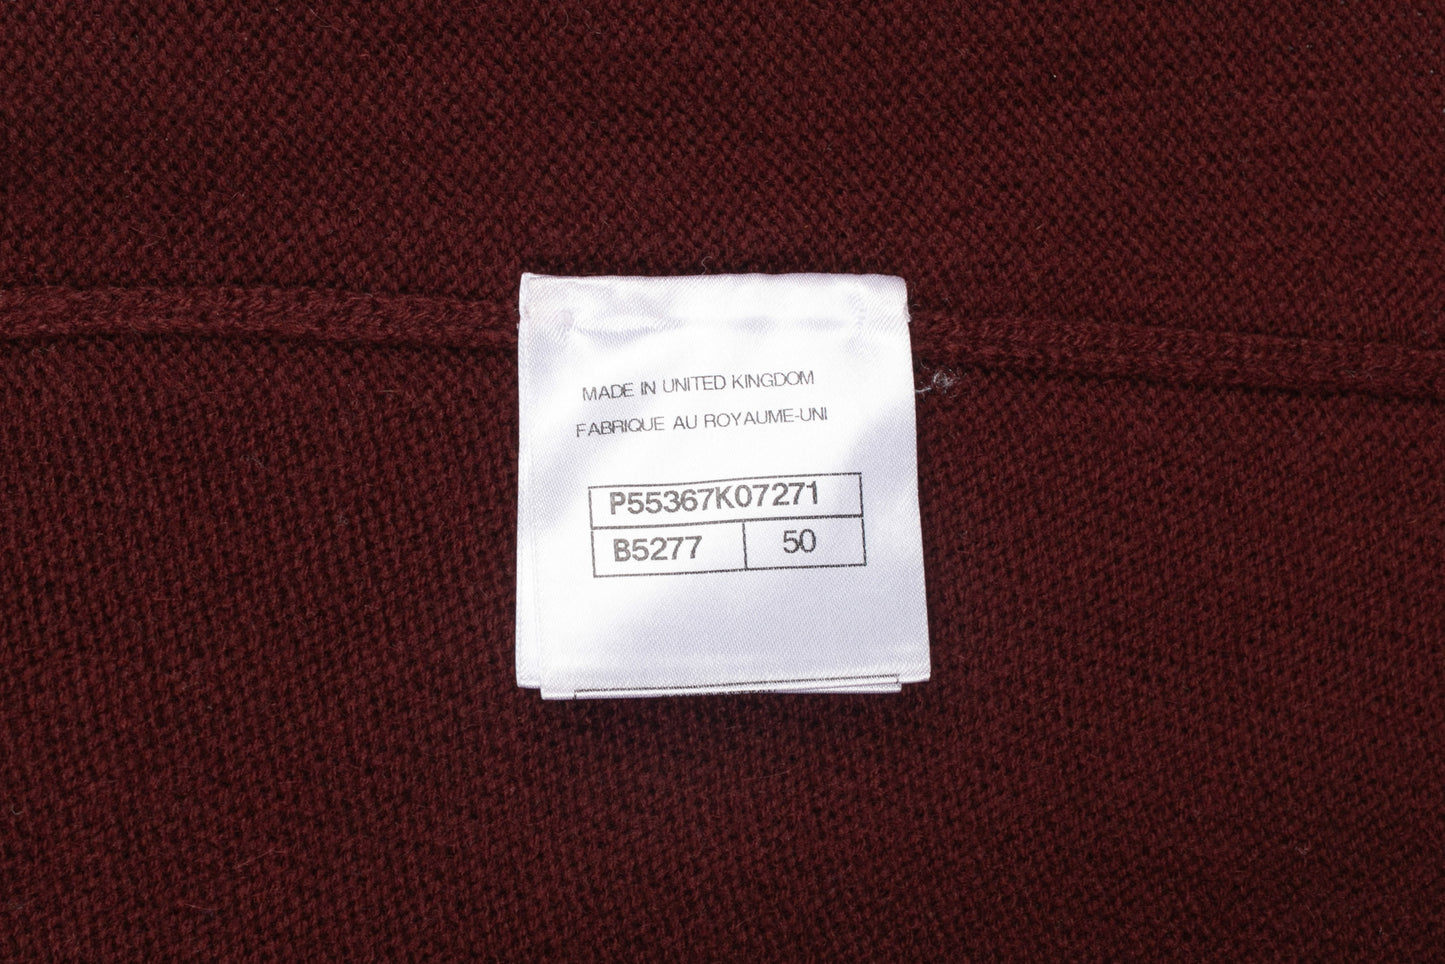 MADE IN UNITED KINGDOM
FABRIQUE AU ROYAUME-UNI
P55367K07271
B5277 50